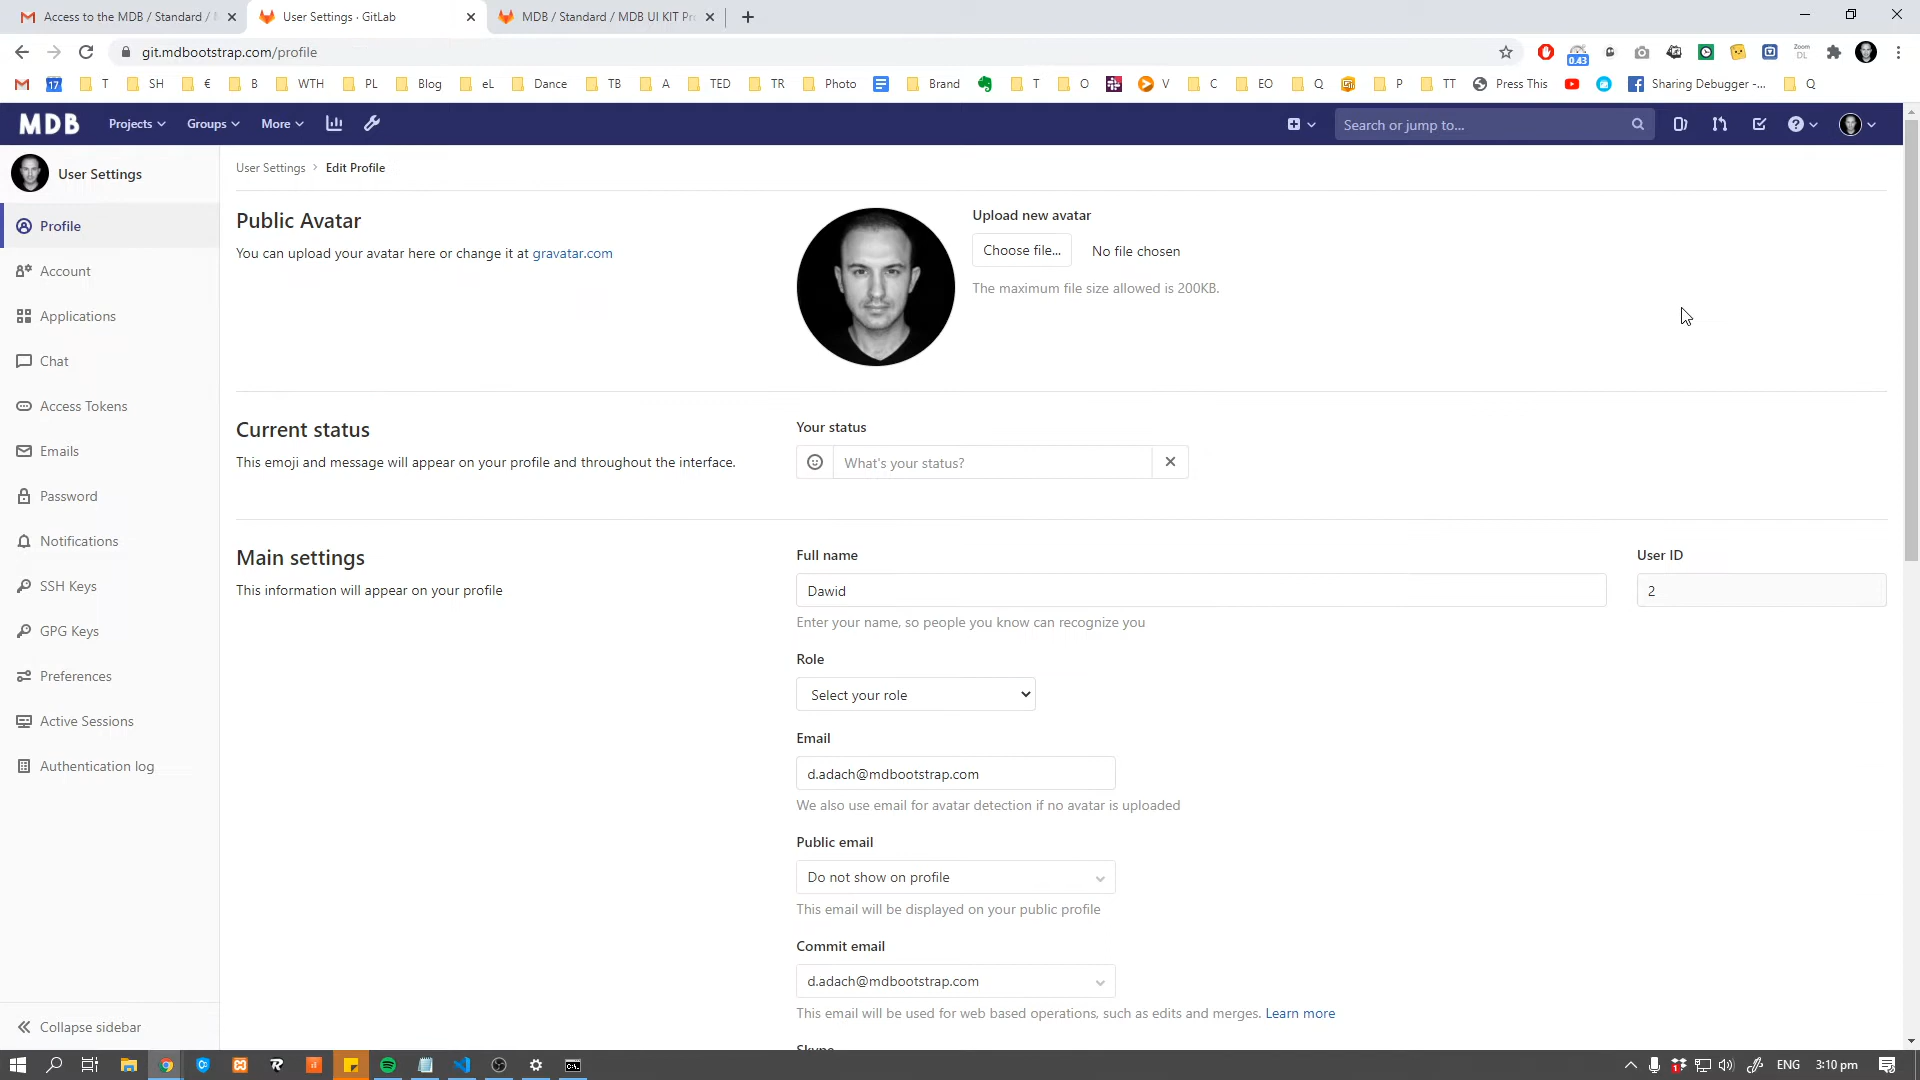 Access to the MDB / Standard /
User Settings · GitLab
MDB / Standard / MDB UI KIT Pr
git.mdbootstrap.com/profile
0.43
Zoom
DL
17
T
SH
€
B
WTH
PL
Blog
eL
Dance
TB
A
TED
TR
Photo
Brand
T
O
V
C
EO
Q
P
TT
Press This
Sharing Debugger -...
Q
MDB
Projects
Groups
More
Search or jump to...
User Settings
Profile
Account
Applications
Chat
Access Tokens
Emails
Password
Notifications
SSH Keys
GPG Keys
Preferences
Active Sessions
Authentication log
Collapse sidebar
User Settings > Edit Profile
Public Avatar
You can upload your avatar here or change it at gravatar.com
Upload new avatar
Choose file...
No file chosen
The maximum file size allowed is 200KB.
Current status
This emoji and message will appear on your profile and throughout the interface.
Your status
What's your status?
Main settings
This information will appear on your profile
Full name
Dawid
Enter your name, so people you know can recognize you
User ID
2
Role
Select your role
Email
d.adach@mdbootstrap.com
We also use email for avatar detection if no avatar is uploaded
Public email
Do not show on profile
This email will be displayed on your public profile
Commit email
d.adach@mdbootstrap.com
This email will be used for web based operations, such as edits and merges. Learn more
Skype
ENG
3:10 pm